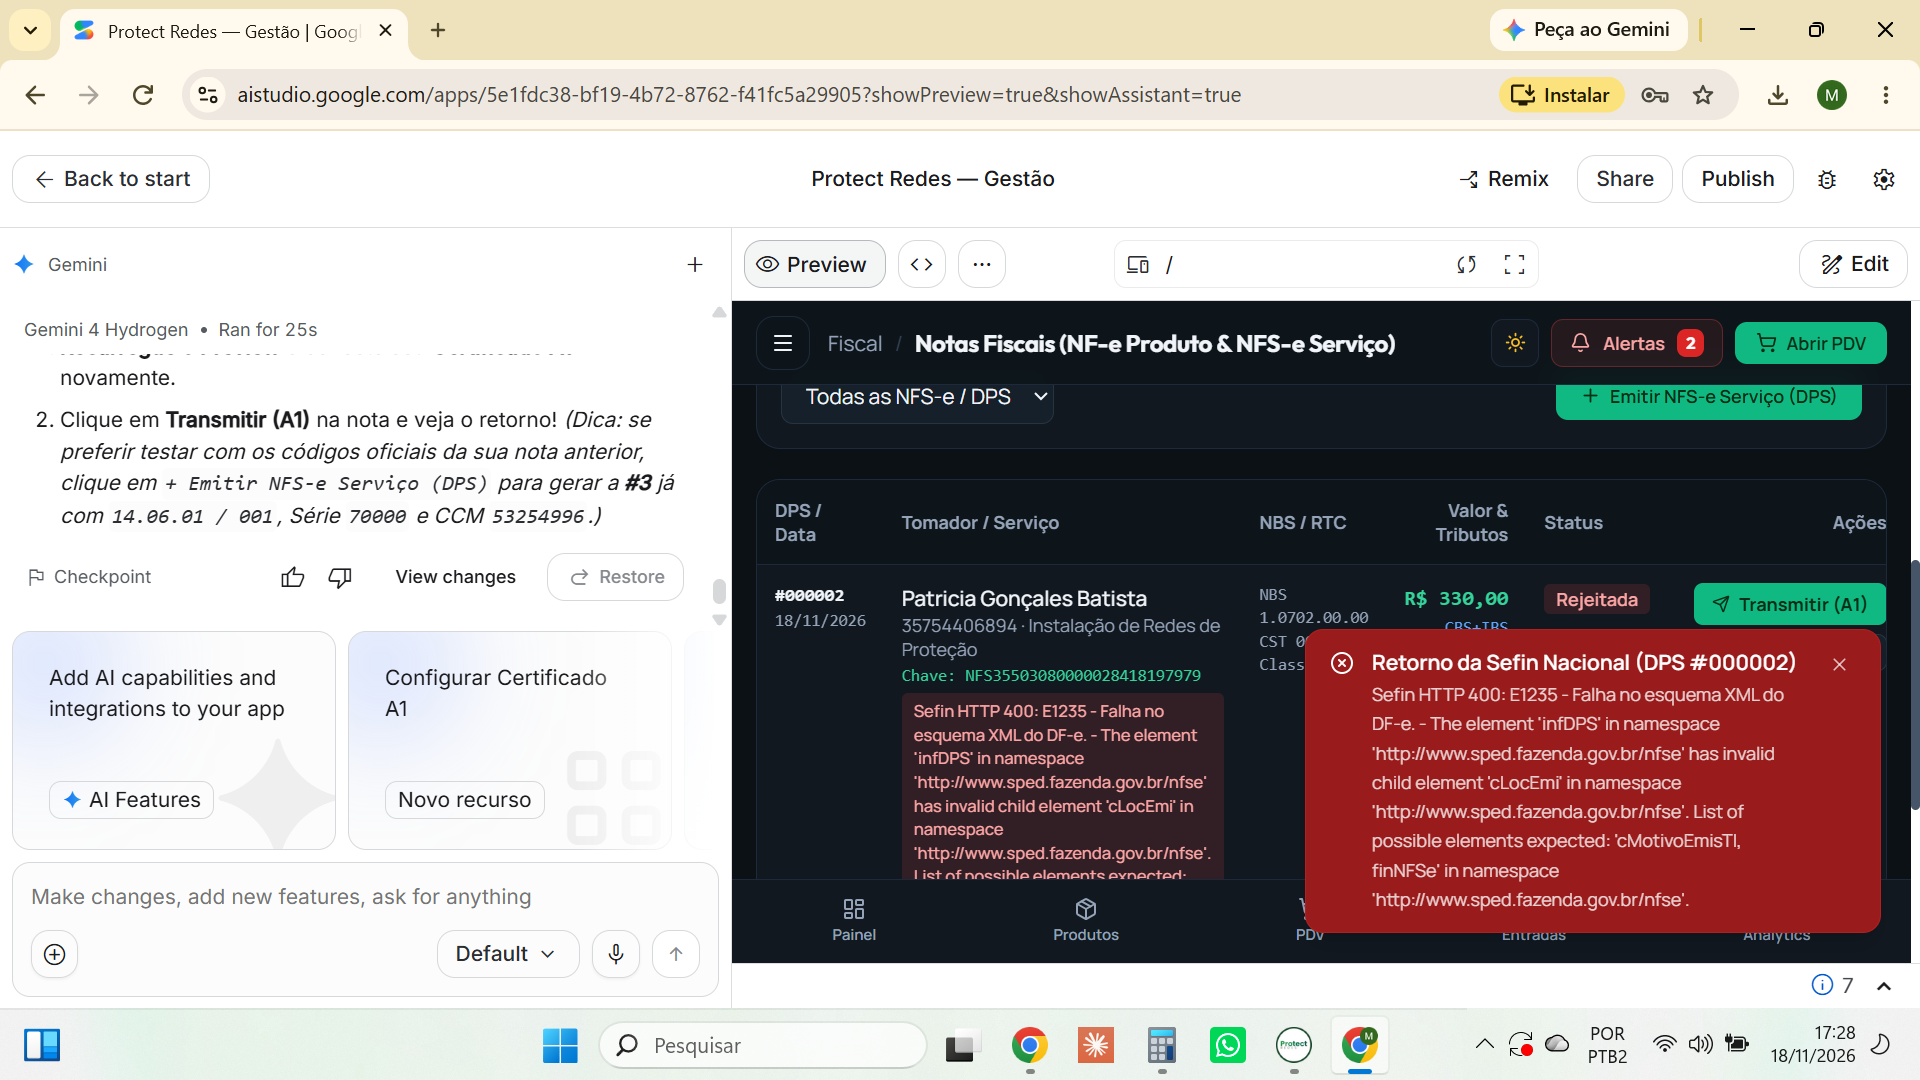 Protect Redes — Gestão | Goog
Peça ao Gemini
aistudio.google.com/apps/5e1fdc38-bf19-4b72-8762-f41fc5a29905?showPreview=true&showAssistant=true
Instalar
M
Back to start
Protect Redes — Gestão
Remix
Share
Publish
Gemini
Preview
/
Edit
Gemini 4 Hydrogen • Ran for 25s
novamente.
2. Clique em Transmitir (A1) na nota e veja o retorno! (Dica: se
preferir testar com os códigos oficiais da sua nota anterior,
clique em + Emitir NFS-e Serviço (DPS) para gerar a #3 já
com 14.06.01 / 001, Série 70000 e CCM 53254996.)
Checkpoint
View changes
Restore
Add AI capabilities and
integrations to your app
AI Features
Configurar Certificado
A1
Novo recurso
Make changes, add new features, ask for anything
Default
Fiscal / Notas Fiscais (NF-e Produto & NFS-e Serviço)
Alertas 2
Abrir PDV
Todas as NFS-e / DPS
+ Emitir NFS-e Serviço (DPS)
DPS /
Data
Tomador / Serviço
NBS / RTC
Valor &
Tributos
Status
Ações
#000002
18/11/2026
Patricia Gonçales Batista
35754406894 · Instalação de Redes de
Proteção
Chave: NFS35503080000028418197979
Sefin HTTP 400: E1235 - Falha no
esquema XML do DF-e. - The element
'infDPS' in namespace
'http://www.sped.fazenda.gov.br/nfse'
has invalid child element 'cLocEmi' in
namespace
'http://www.sped.fazenda.gov.br/nfse'.
List of possible elements expected:
NBS
1.0702.00.00
CST
Class
R$ 330,00
CBS+IBS
Rejeitada
Transmitir (A1)
Retorno da Sefin Nacional (DPS #000002)
Sefin HTTP 400: E1235 - Falha no esquema XML do
DF-e. - The element 'infDPS' in namespace
'http://www.sped.fazenda.gov.br/nfse' has invalid
child element 'cLocEmi' in namespace
'http://www.sped.fazenda.gov.br/nfse'. List of
possible elements expected: 'cMotivoEmisTI,
finNFSe' in namespace
'http://www.sped.fazenda.gov.br/nfse'.
Painel
Produtos
PDV
Entradas
Analytics
7
Pesquisar
Protect
M
POR
PTB2
17:28
18/11/2026